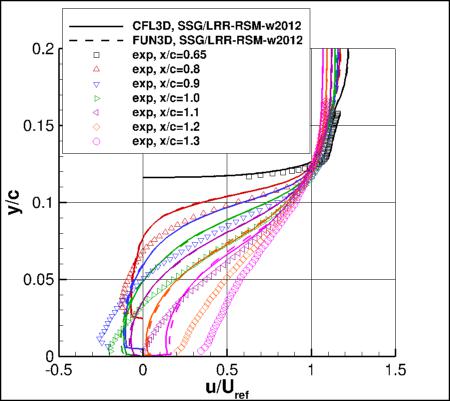 CFL3D, SSG/LRR-RSM-w2012
FUN3D, SSG/LRR-RSM-w2012
exp, x/c=0.65
exp, x/c=0.8
exp, x/c=0.9
exp, x/c=1.0
exp, x/c=1.1
exp, x/c=1.2
exp, x/c=1.3
0.2
0.15
0.1
0.05
0
y/c
-0.5
0
0.5
1
1.5
u/Uref